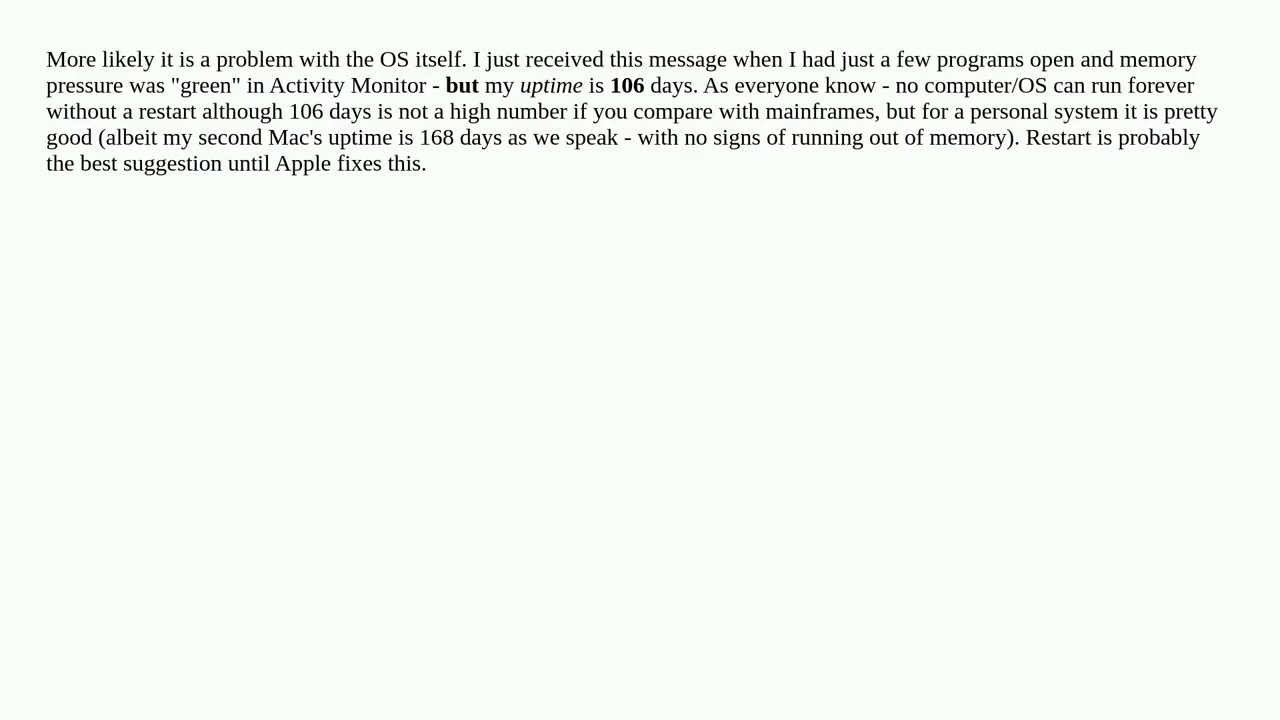 More likely it is a problem with the OS itself. I just received this message when I had just a few programs open and memory
pressure was "green" in Activity Monitor - but my uptime is 106 days. As everyone know - no computer/OS can run forever
without a restart although 106 days is not a high number if you compare with mainframes, but for a personal system it is pretty
good (albeit my second Mac's uptime is 168 days as we speak - with no signs of running out of memory). Restart is probably
the best suggestion until Apple fixes this.